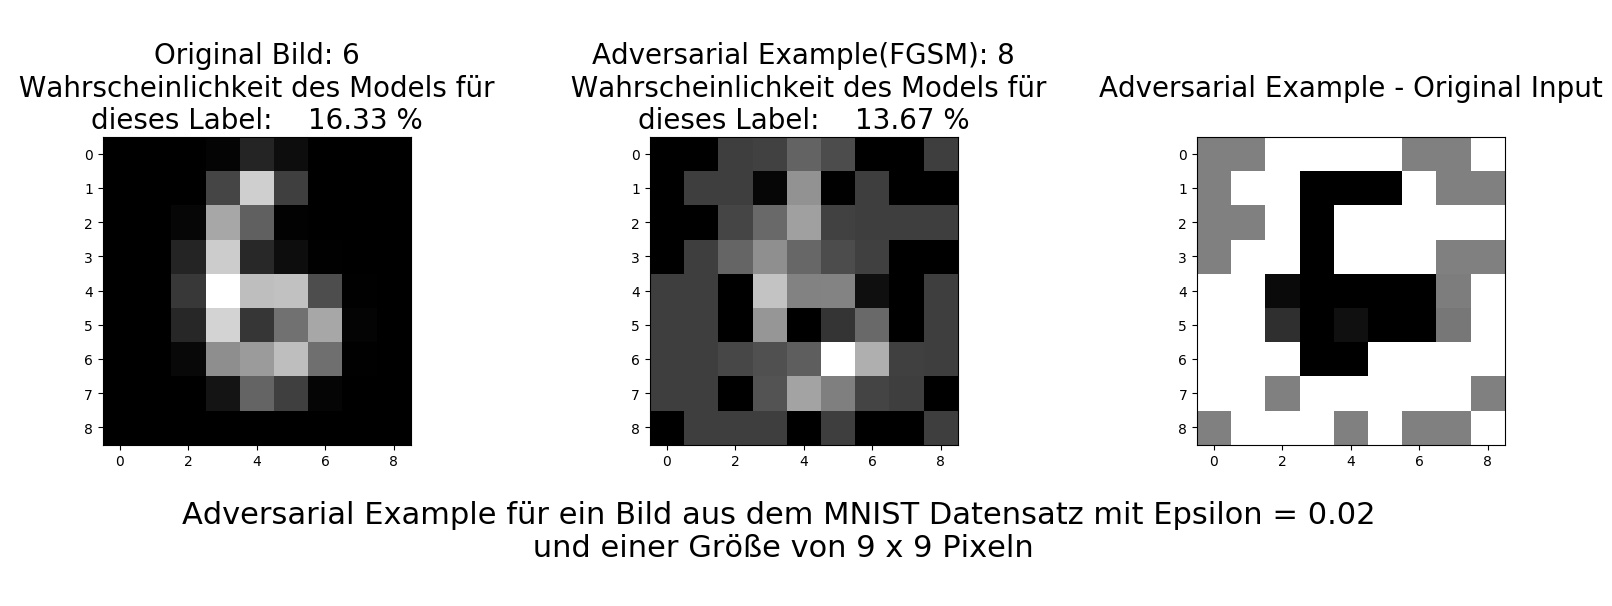 Original Bild: 6
Wahrscheinlichkeit des Models für
dieses Label: 16.33 %
0
1
2
3
4
5
6
7
8
0 2 4 6 8
Adversarial Example(FGSM): 8
Wahrscheinlichkeit des Models für
dieses Label: 13.67 %
0
1
2
3
4
5
6
7
8
0 2 4 6 8
Adversarial Example - Original Input
0
1
2
3
4
5
6
7
8
0 2 4 6 8
Adversarial Example für ein Bild aus dem MNIST Datensatz mit Epsilon = 0.02
und einer Größe von 9 x 9 Pixeln